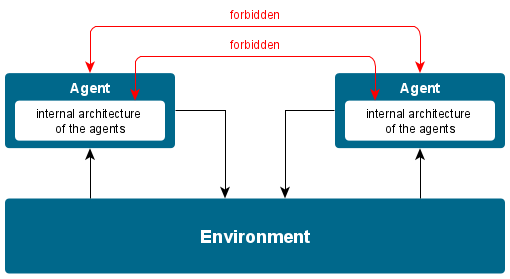 forbidden
forbidden
Agent
internal architecture
of the agents
Agent
internal architecture
of the agents
Environment